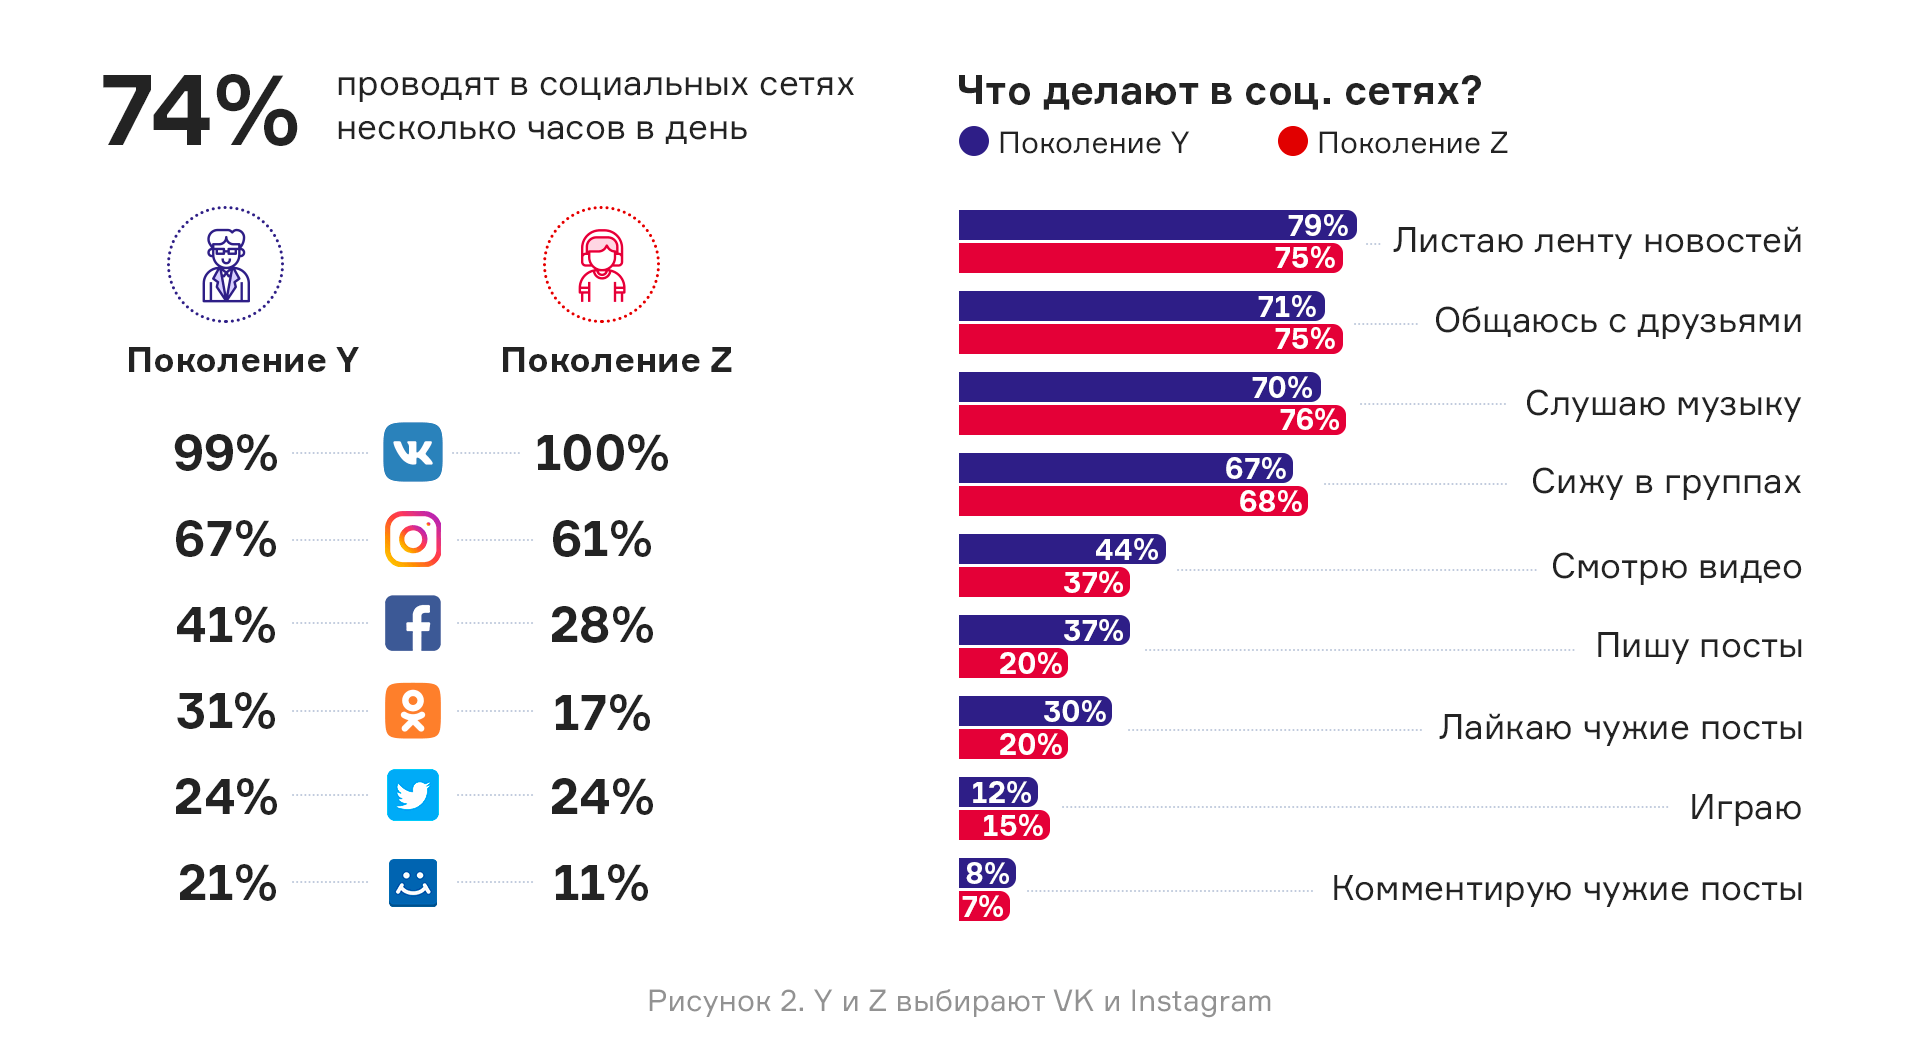 74%
проводят в социальных сетях
несколько часов в день
Поколение Y
Поколение Z
99%
100%
67%
61%
41%
28%
31%
17%
24%
24%
21%
11%
Что делают в соц. сетях?
Поколение Y
Поколение Z
79%
75%
Листаю ленту новостей
71%
75%
Общаюсь с друзьями
70%
76%
Слушаю музыку
67%
68%
Сижу в группах
44%
37%
Смотрю видео
37%
20%
Пишу посты
30%
20%
Лайкаю чужие посты
12%
15%
Играю
8%
7%
Комментирую чужие посты
Рисунок 2. Y и Z выбирают VK и Instagram